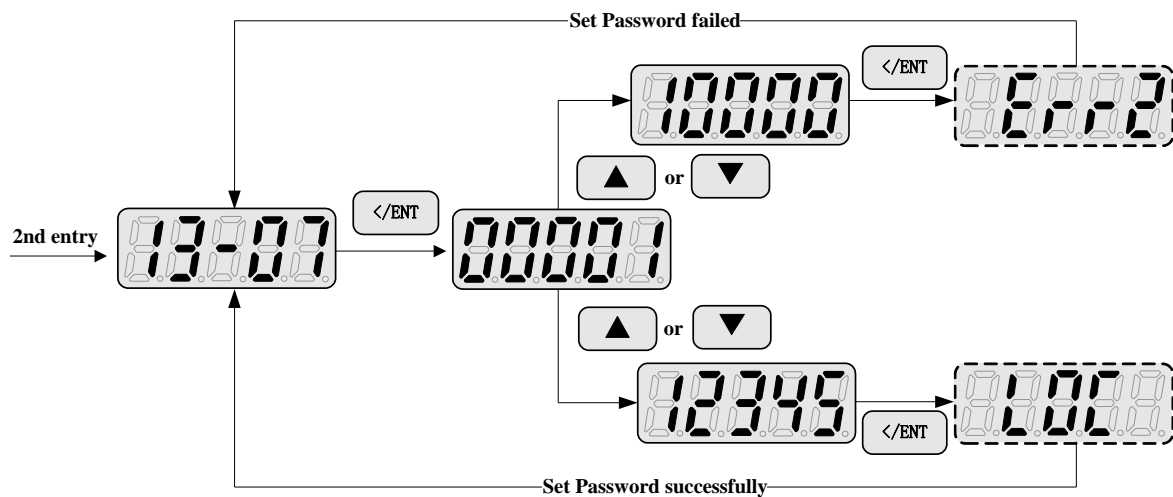 Set Password failed
</ENT
10000
Err2
▲ or ▼
</ENT
2nd entry
13-07
00001
▲ or ▼
12345
LOC
</ENT
Set Password successfully